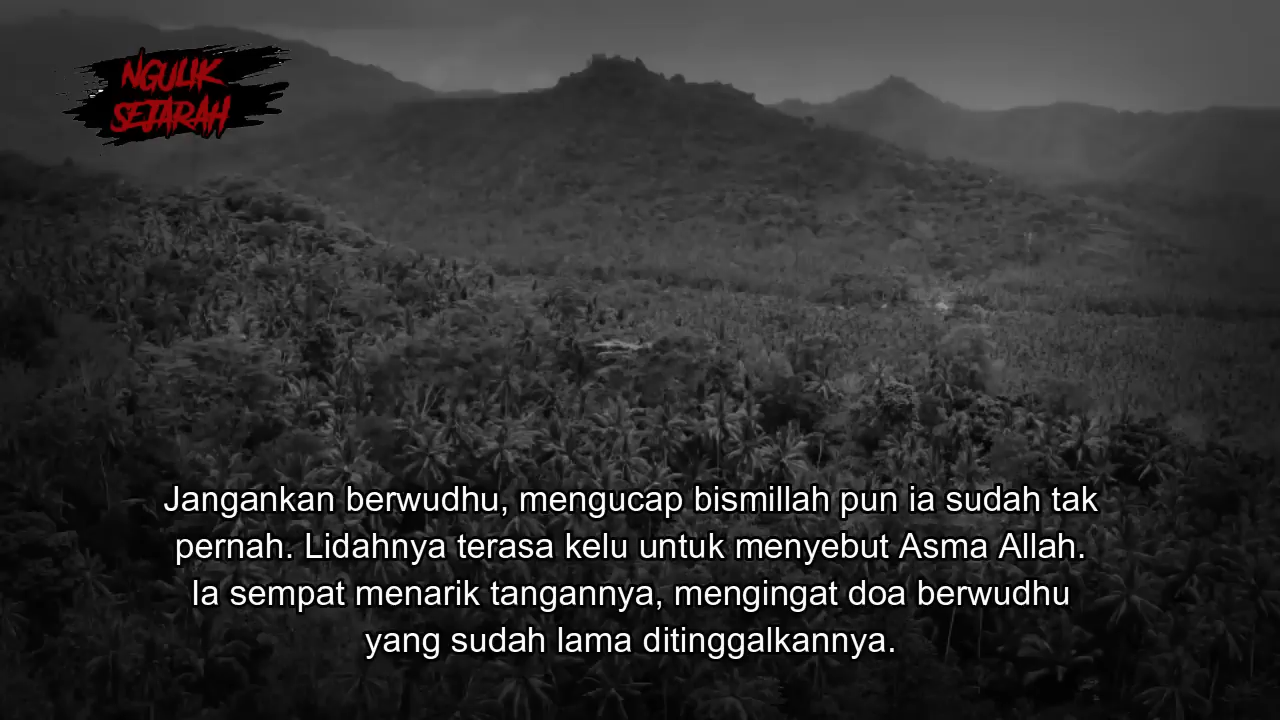 NGULIK
SEJARAH
Jangankan berwudhu, mengucap bismillah pun ia sudah tak
pernah. Lidahnya terasa kelu untuk menyebut Asma Allah.
Ia sempat menarik tangannya, mengingat doa berwudhu
yang sudah lama ditinggalkannya.